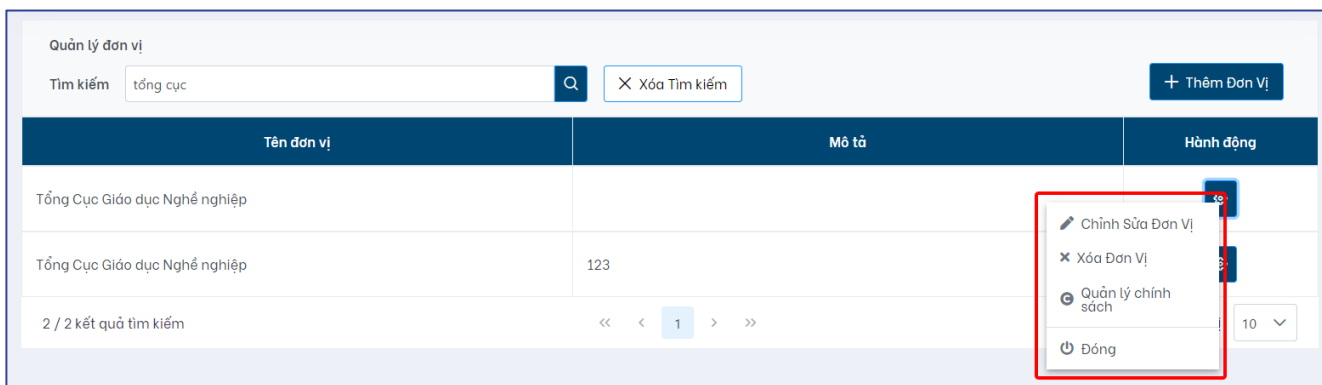 Quản lý đơn vị
Tìm kiếm tổng cục Xóa Tìm kiếm + Thêm Đơn Vị
Tên đơn vị Mô tả Hành động
Tổng Cục Giáo dục Nghề nghiệp
Chỉnh Sửa Đơn Vị
Tổng Cục Giáo dục Nghề nghiệp 123
Xóa Đơn Vị
Quản lý chính
sách
2 / 2 kết quả tìm kiếm << < 1 > >> 10
Đóng